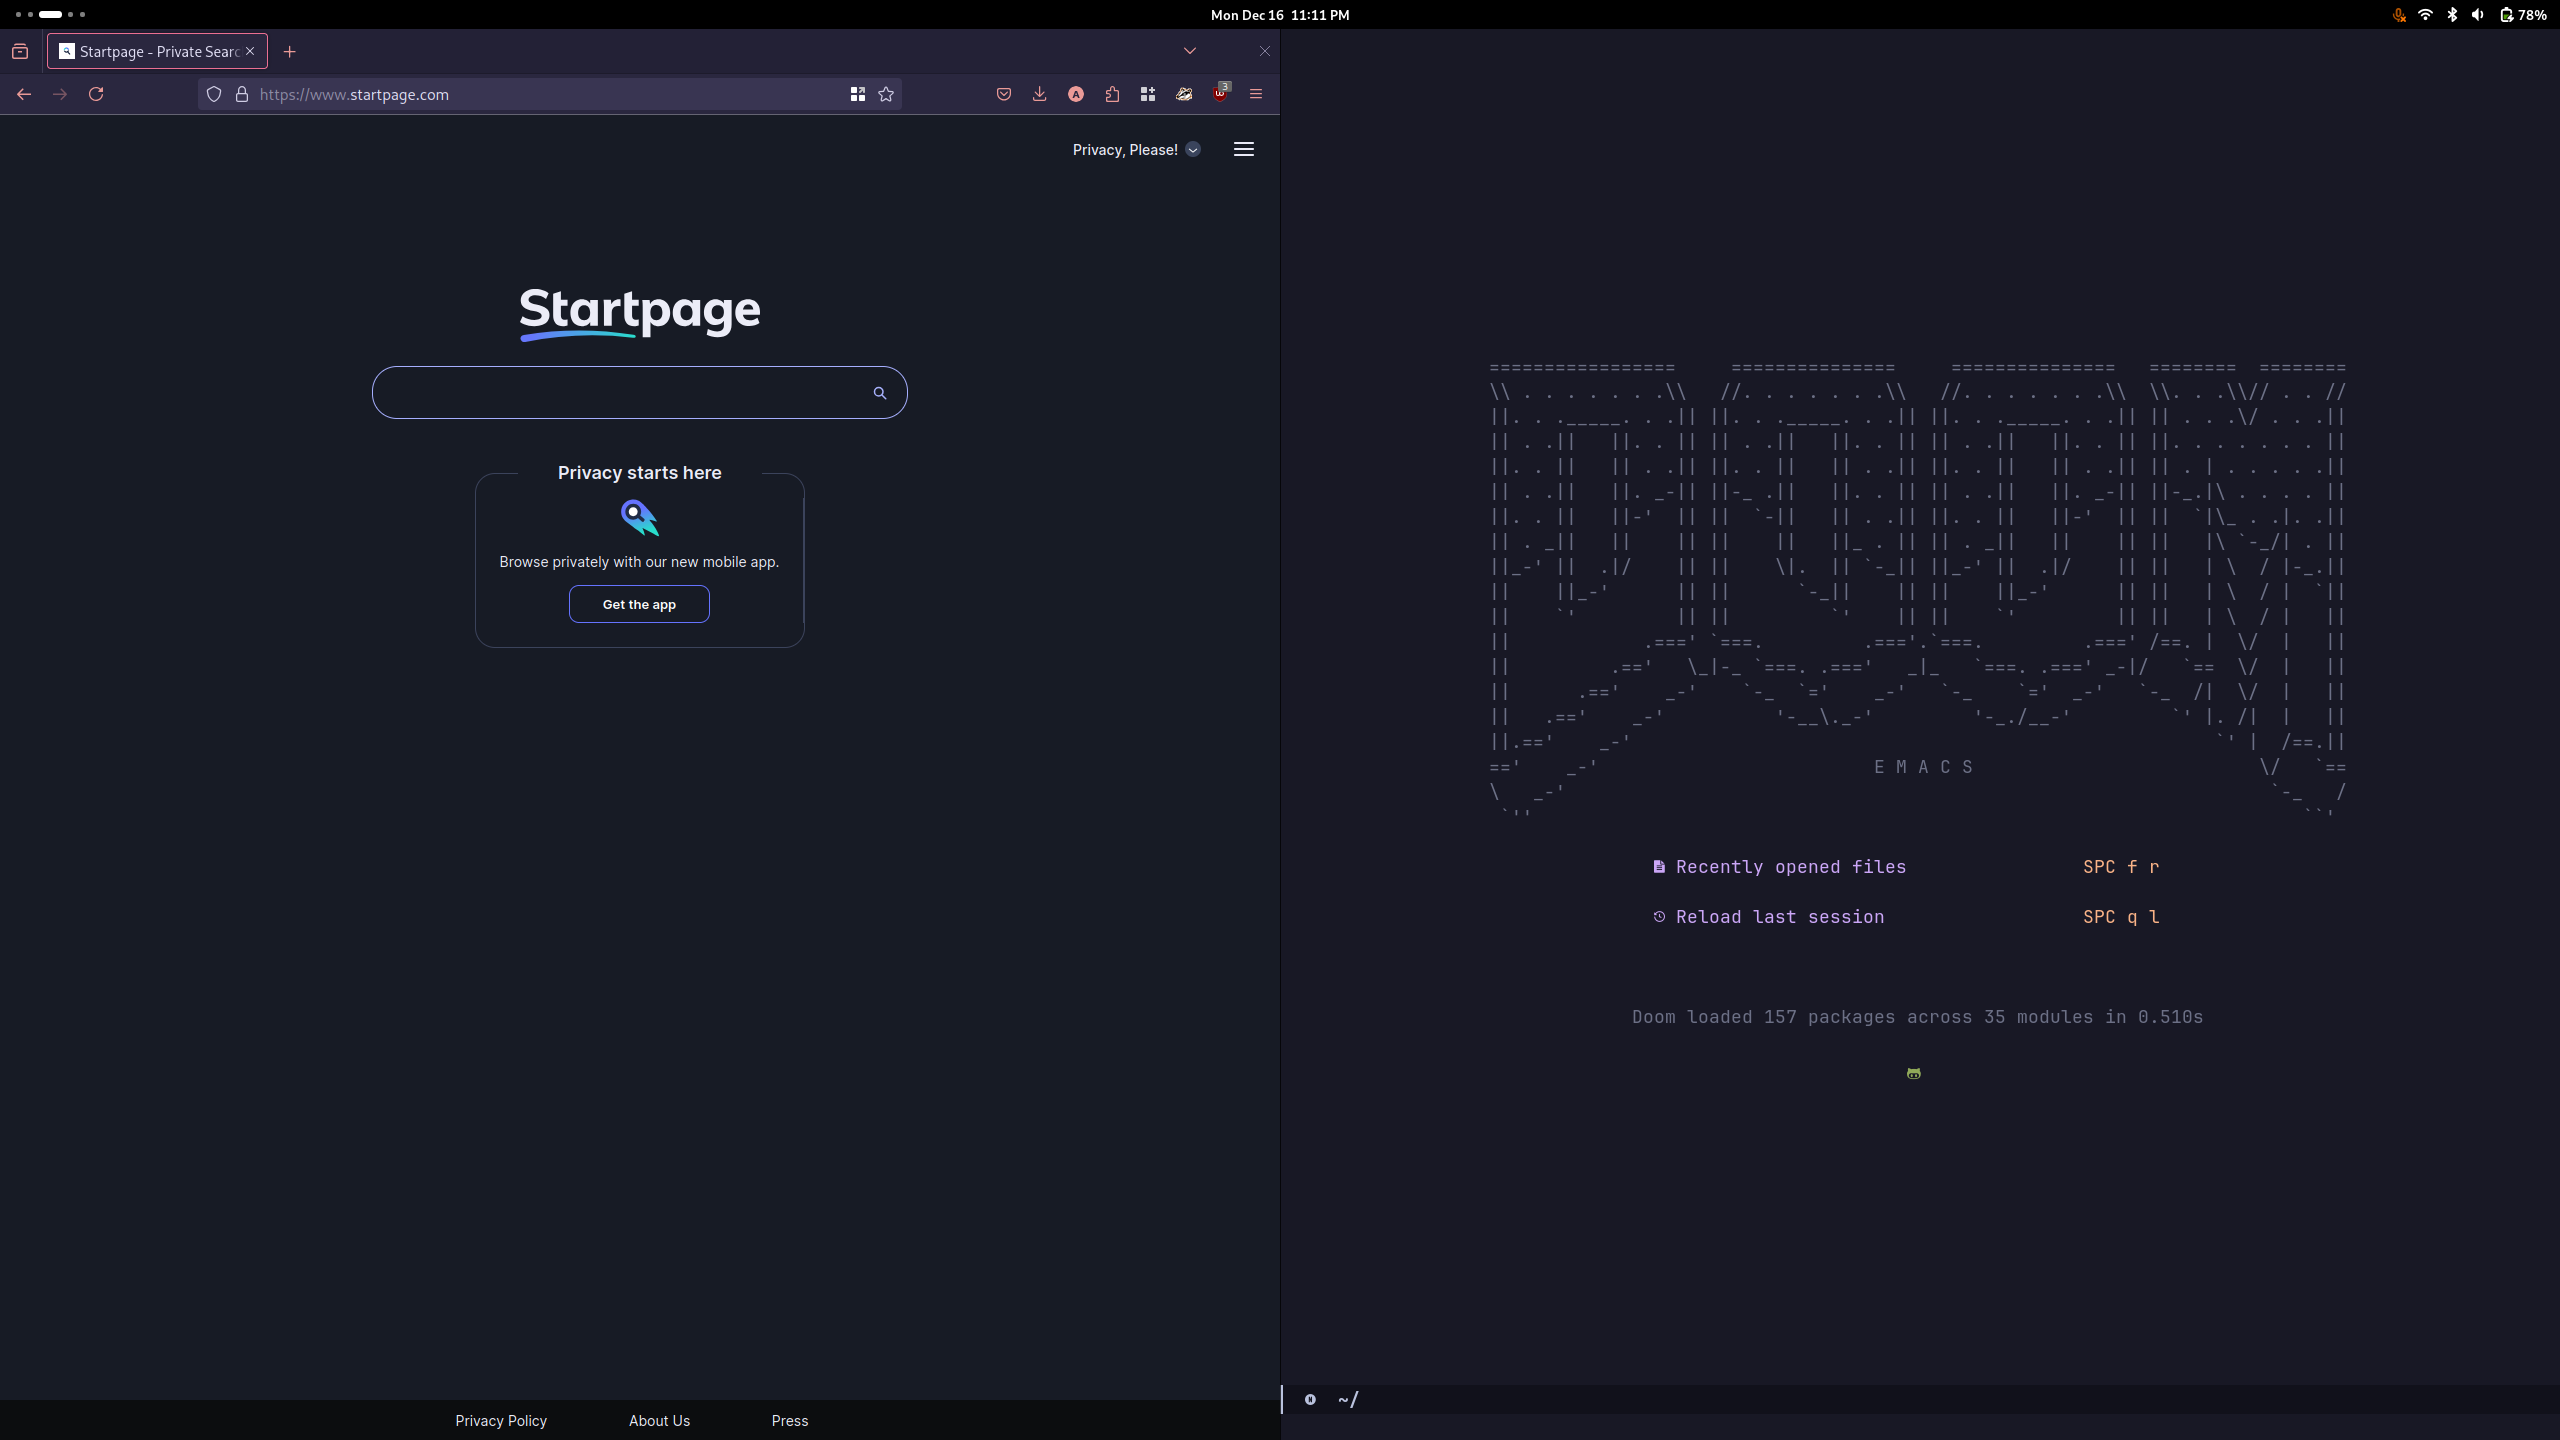 Mon Dec 16  11:11 PM
78%
Startpage - Private Searc
https://www.startpage.com
A
3
Privacy, Please!
Startpage
Privacy starts here
Browse privately with our new mobile app.
Get the app
Privacy Policy
About Us
Press
E M A C S
Recently opened files SPC f r
Reload last session SPC q l
Doom loaded 157 packages across 35 modules in 0.510s
N ~/